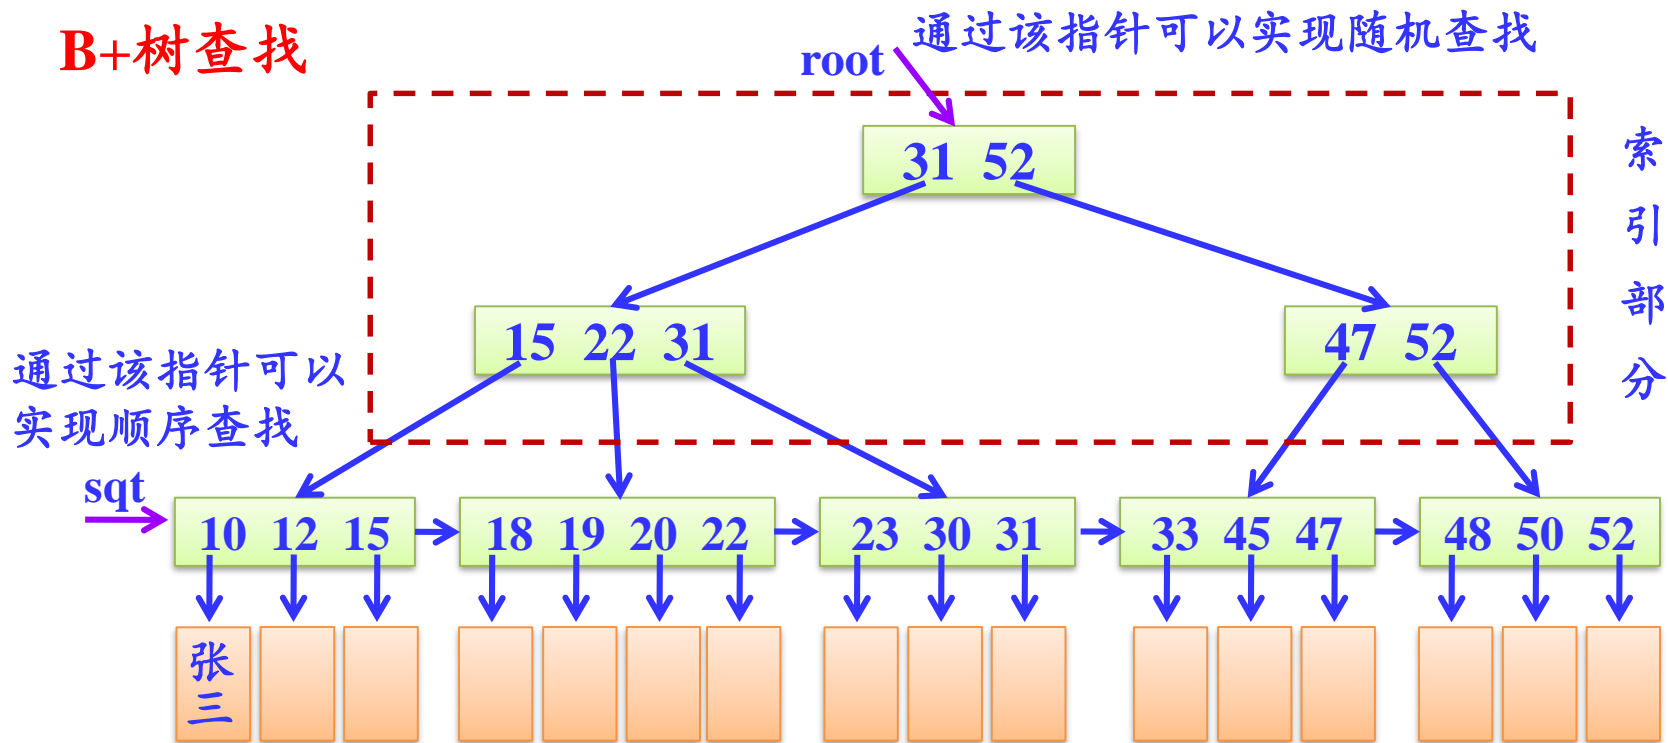 B+树查找
通过该指针可以实现随机查找
root
31 52
索引部分
15 22 31
47 52
通过该指针可以
实现顺序查找
sqt
10 12 15
18 19 20 22
23 30 31
33 45 47
48 50 52
张三